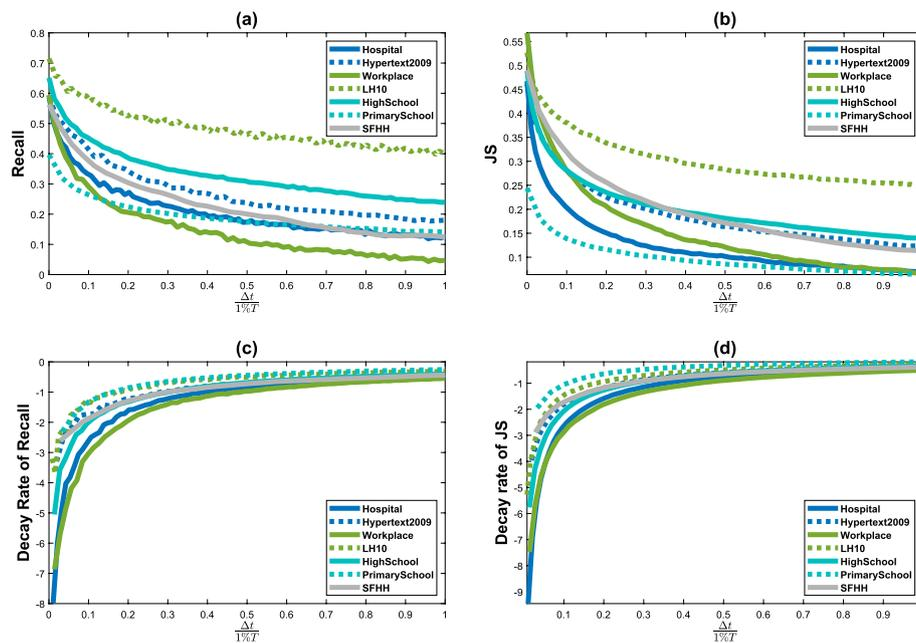 (a)
0.8
0.7
0.6
0.5
0.4
0.3
0.2
0.1
0
Recall
0 0.1 0.2 0.3 0.4 0.5 0.6 0.7 0.8 0.9 1
Δt
1%T
Hospital
Hypertext2009
Workplace
LH10
HighSchool
PrimarySchool
SFHH
(b)
0.55
0.5
0.45
0.4
0.35
0.3
0.25
0.2
0.15
0.1
JS
0 0.1 0.2 0.3 0.4 0.5 0.6 0.7 0.8 0.9
Δt
1%T
Hospital
Hypertext2009
Workplace
LH10
HighSchool
PrimarySchool
SFHH
(c)
0
-1
-2
-3
-4
-5
-6
-7
-8
Decay Rate of Recall
0 0.1 0.2 0.3 0.4 0.5 0.6 0.7 0.8 0.9 1
Δt
1%T
Hospital
Hypertext2009
Workplace
LH10
HighSchool
PrimarySchool
SFHH
(d)
-1
-2
-3
-4
-5
-6
-7
-8
-9
Decay rate of JS
0.1 0.2 0.3 0.4 0.5 0.6 0.7 0.8 0.9
Δt
1%T
Hospital
Hypertext2009
Workplace
LH10
HighSchool
PrimarySchool
SFHH